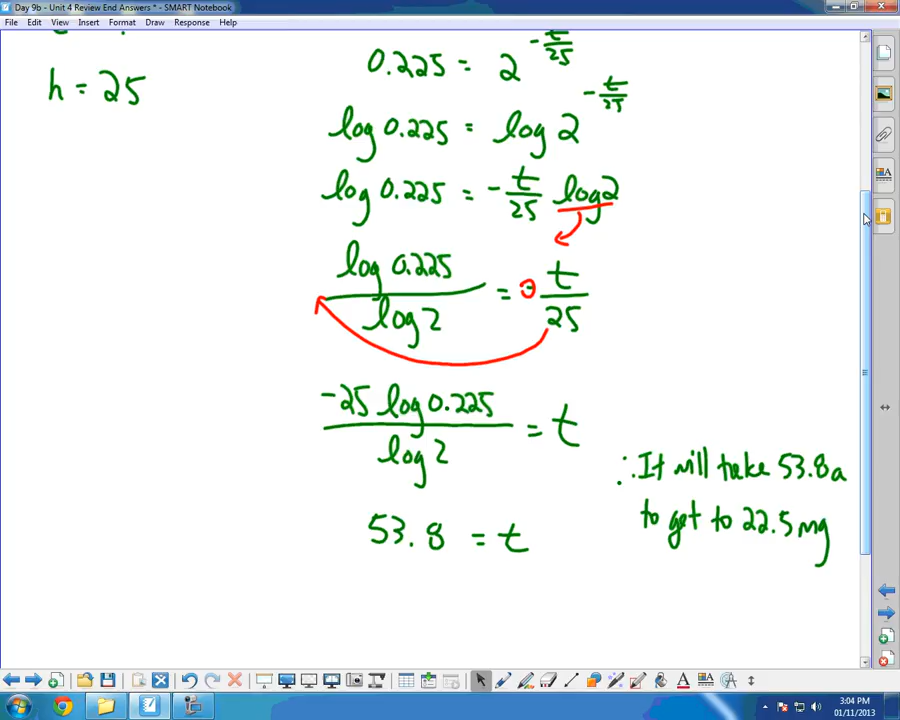 Day 9b - Unit 4 Review End Answers * - SMART Notebook
File Edit View Insert Format Draw Response Help
0.225 = 2^(-t/25)
h = 25
log 0.225 = log 2^(-t/25)
log 0.225 = -t/25 log 2
log 0.225 / log 2 = - t/25
-25 log 0.225 / log 2 = t
∴ It will take 53.8a
to get to 22.5 mg
53.8 = t
3:04 PM
01/11/2013